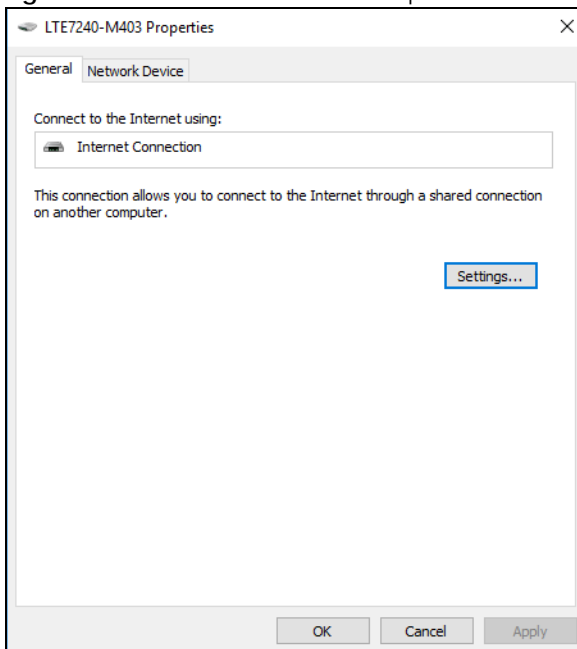 LTE7240-M403 Properties
General Network Device
Connect to the Internet using:
Internet Connection
This connection allows you to connect to the Internet through a shared connection
on another computer.
Settings...
OK Cancel Apply